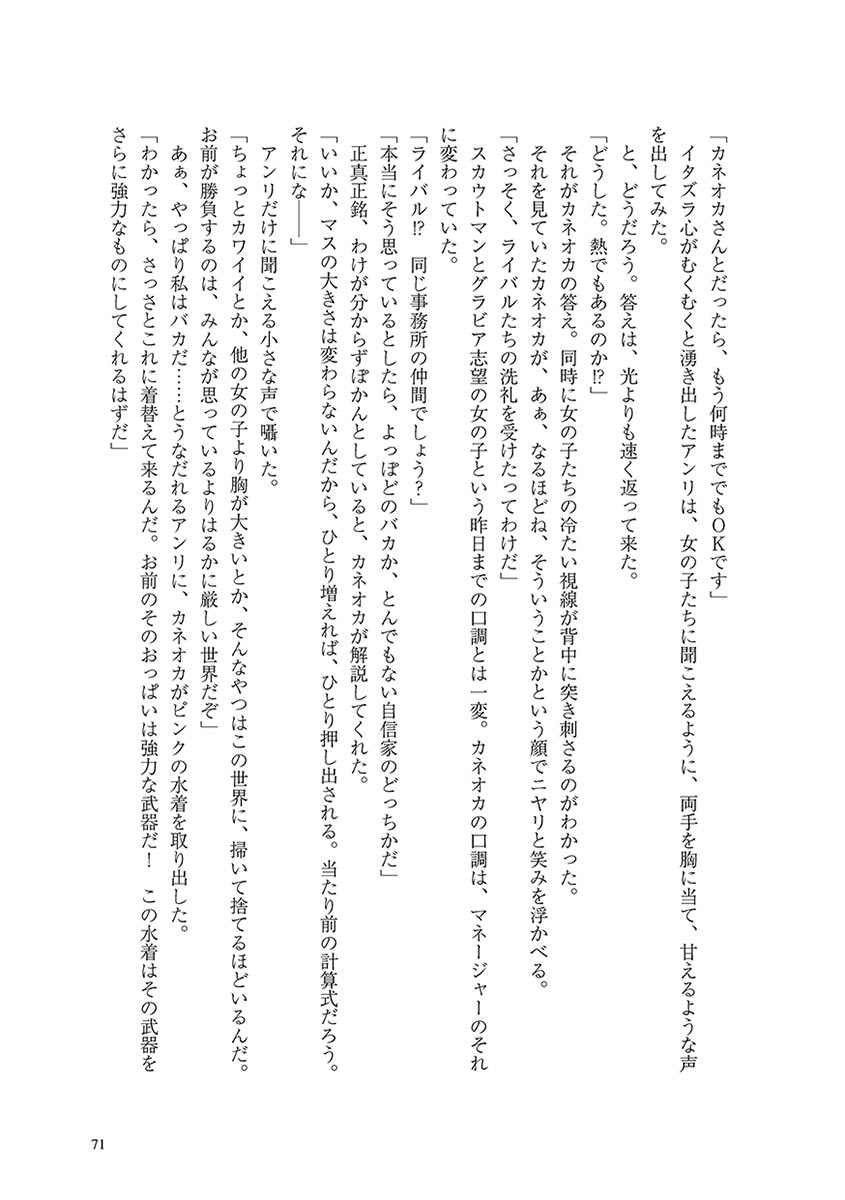 「カネオカさんとだったら、もう何時まででもＯＫです」
　イタズラ心がむくむくと湧き出したアンリは、女の子たちに聞こえるように、両手を胸に当て、甘えるような声
を出してみた。
　と、どうだろう。答えは、光よりも速く返って来た。
「どうした。熱でもあるのか⁉」
　それがカネオカの答え。同時に女の子たちの冷たい視線が背中に突き刺さるのがわかった。
　それを見ていたカネオカが、あぁ、なるほどね、そういうことかという顔でニヤリと笑みを浮かべる。
「さっそく、ライバルたちの洗礼を受けたってわけだ」
　スカウトマンとグラビア志望の女の子という昨日までの口調とは一変。カネオカの口調は、マネージャーのそれ
に変わっていた。
「ライバル⁉　同じ事務所の仲間でしょう？」
「本当にそう思っているとしたら、よっぽどのバカか、とんでもない自信家のどっちかだ」
　正真正銘、わけが分からずぽかんとしていると、カネオカが解説してくれた。
「いいか、マスの大きさは変わらないんだから、ひとり増えれば、ひとり押し出される。当たり前の計算式だろう。
それにな――」
　アンリだけに聞こえる小さな声で囁いた。
「ちょっとカワイイとか、他の女の子より胸が大きいとか、そんなやつはこの世界に、掃いて捨てるほどいるんだ。
お前が勝負するのは、みんなが思っているよりはるかに厳しい世界だぞ」
　あぁ、やっぱり私はバカだ……とうなだれるアンリに、カネオカがピンクの水着を取り出した。
「わかったら、さっさとこれに着替えて来るんだ。お前のそのおっぱいは強力な武器だ！　この水着はその武器を
さらに強力なものにしてくれるはずだ」
71